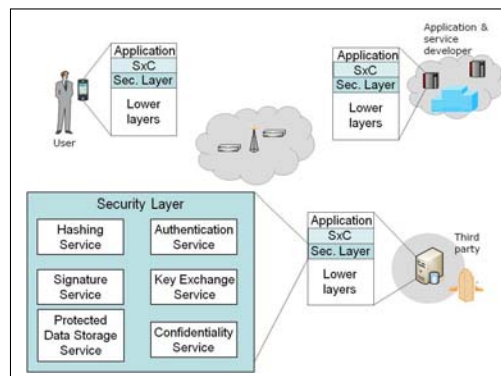 Application
SxC
Sec. Layer
Lower
layers
User
Application &
service
developer
Application
SxC
Sec. Layer
Lower
layers
Security Layer
Hashing
Service
Authentication
Service
Signature
Service
Key Exchange
Service
Protected
Data Storage
Service
Confidentiality
Service
Application
SxC
Sec. Layer
Lower
layers
Third
party